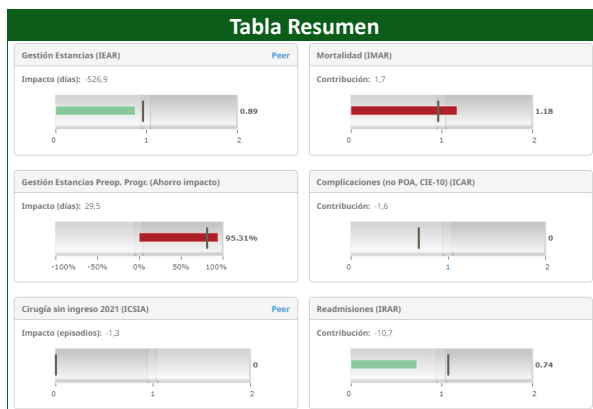 Tabla Resumen
Gestión Estancias (IEAR) Peer
Impacto (días): -526,9
0.89
0 1 2
Mortalidad (IMAR)
Contribución: 1,7
1.18
0 1 2
Gestión Estancias Preop. Progr. (Ahorro impacto)
Impacto (días): 29,5
95.31%
-100% -50% 0% 50% 100%
Complicaciones (no POA, CIE-10) (ICAR)
Contribución: -1,6
0
0 1 2
Cirugía sin ingreso 2021 (ICSIA) Peer
Impacto (episodios): -1,3
0
0 1 2
Readmisiones (IRAR)
Contribución: -10,7
0.74
0 1 2